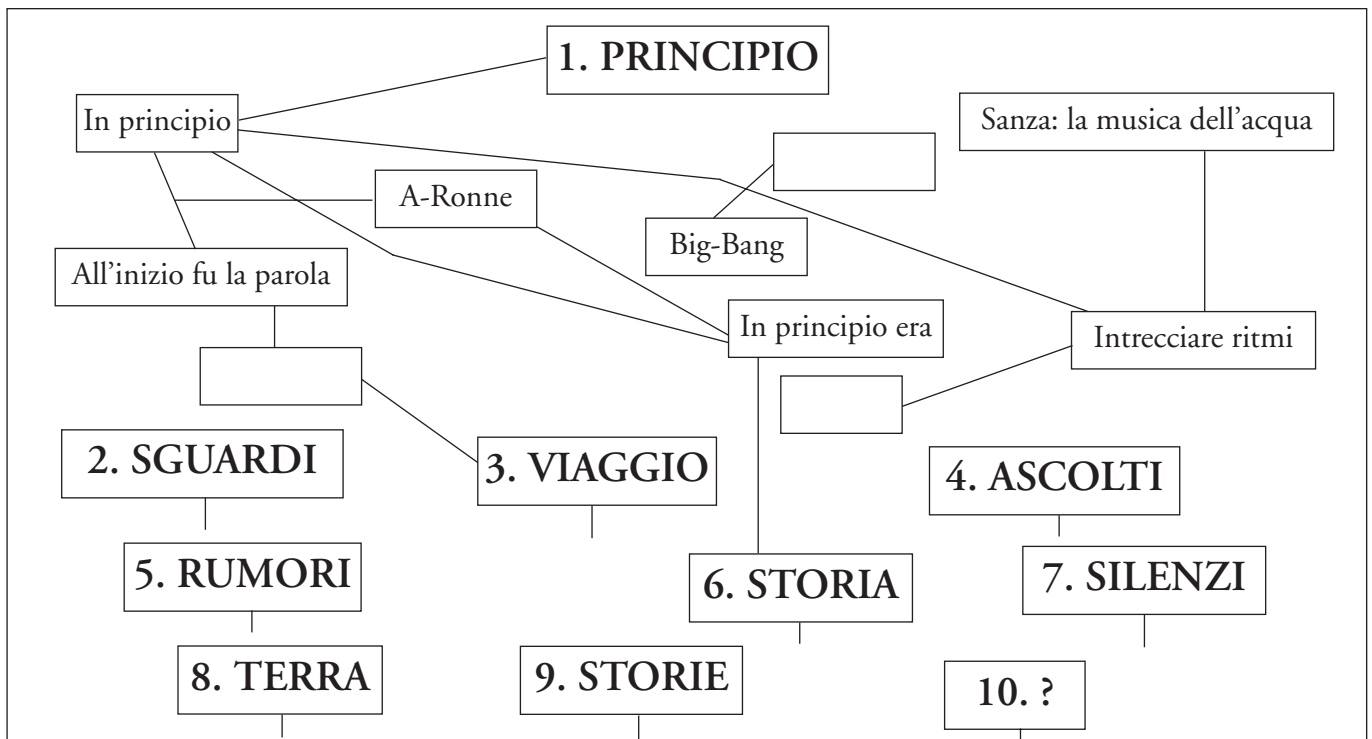 1. PRINCIPIO
In principio
Sanza: la musica dell'acqua
A-Ronne
Big-Bang
All'inizio fu la parola
In principio era
Intrecciare ritmi
2. SGUARDI
3. VIAGGIO
4. ASCOLTI
5. RUMORI
6. STORIA
7. SILENZI
8. TERRA
9. STORIE
10. ?